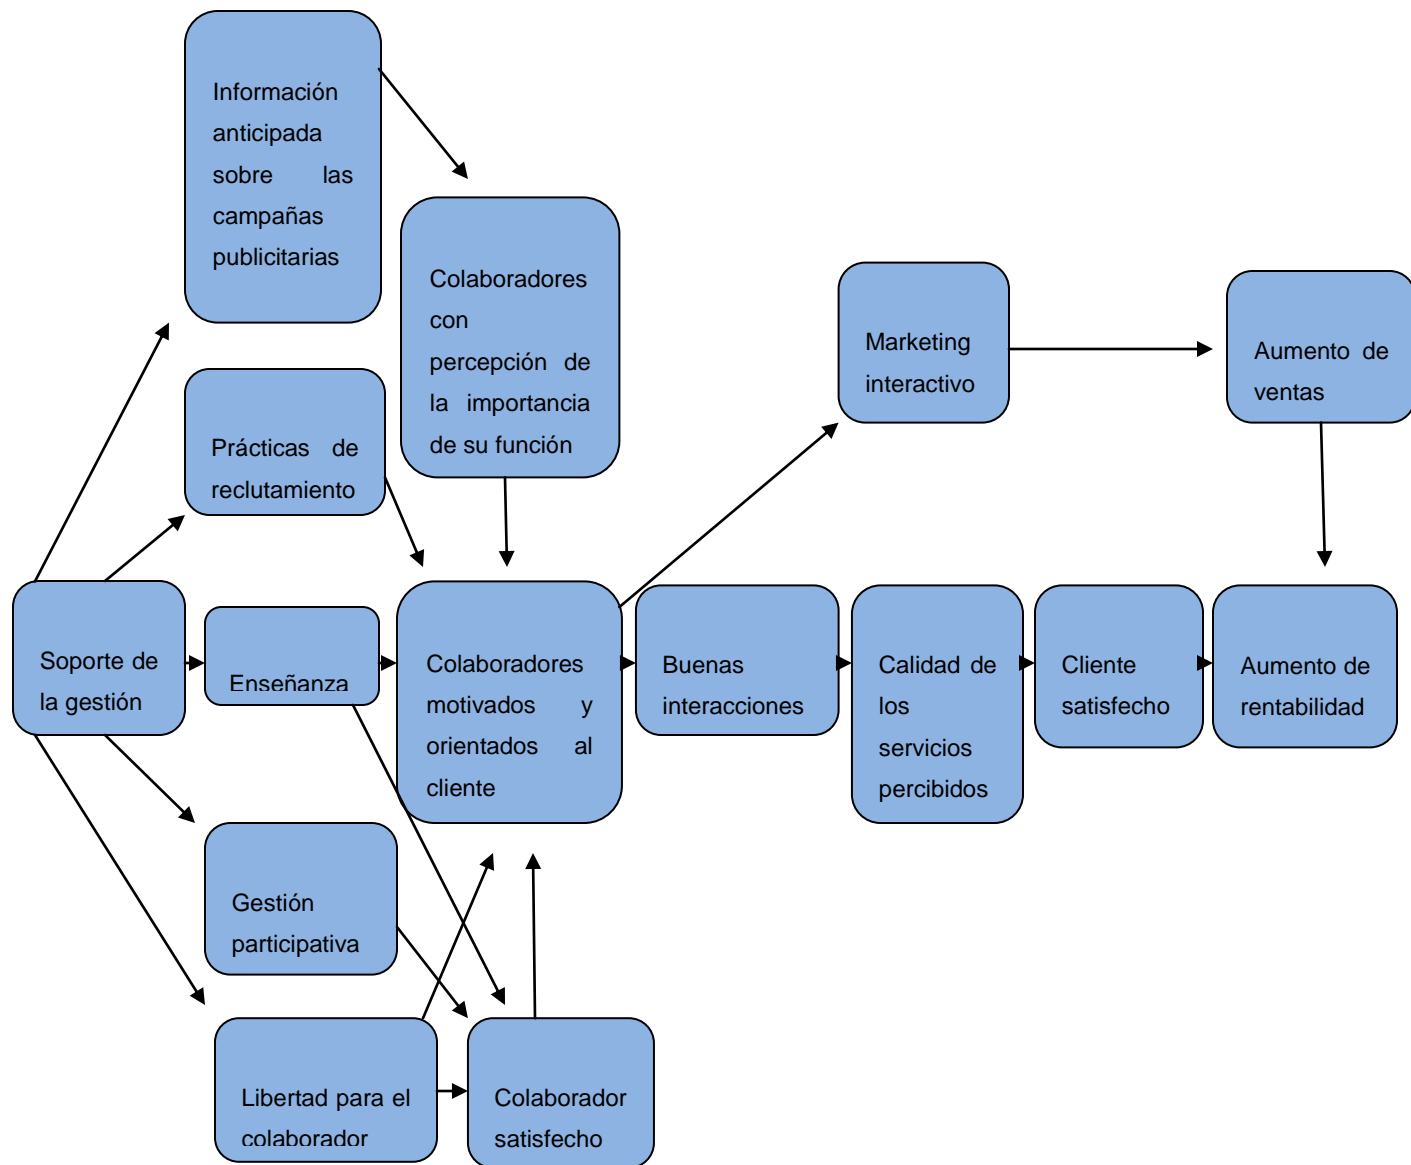 Información
anticipada
sobre las
campañas
publicitarias
Colaboradores
con
percepción de
la importancia
de su función
Marketing
interactivo
Aumento de
ventas
Prácticas de
reclutamiento
Soporte de
la gestión
Enseñanza
Colaboradores
motivados y
orientados al
cliente
Buenas
interacciones
Calidad de
los
servicios
percibidos
Cliente
satisfecho
Aumento de
rentabilidad
Gestión
participativa
Libertad para el
colaborador
Colaborador
satisfecho